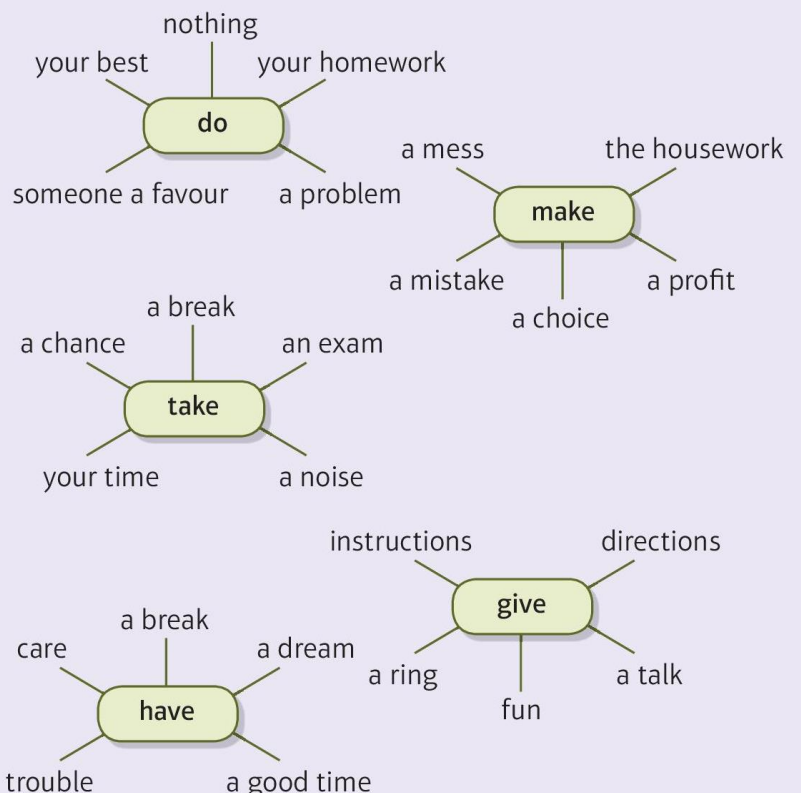 nothing
your best
your homework
do
someone a favour
a problem
a mess
the housework
make
a mistake
a profit
a choice
a break
a chance
an exam
take
your time
a noise
instructions
directions
give
a ring
a talk
fun
a break
care
a dream
have
trouble
a good time